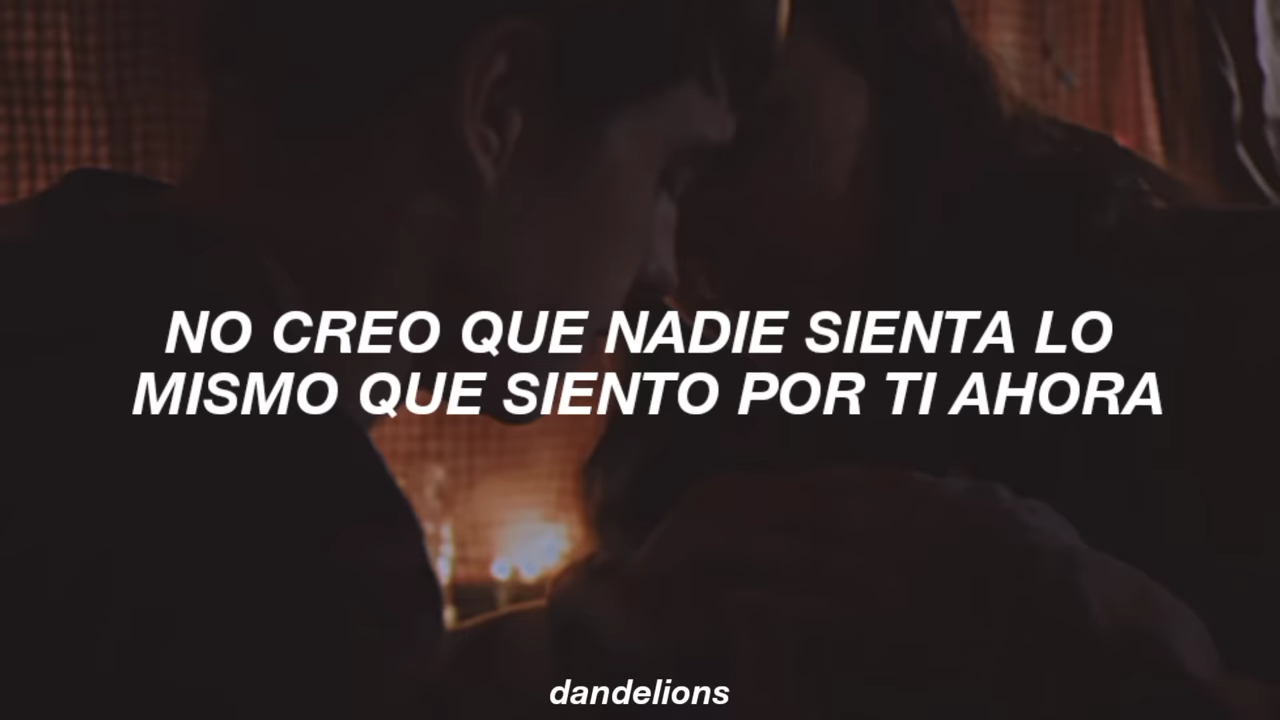 NO CREO QUE NADIE SIENTA LO
MISMO QUE SIENTO POR TI AHORA
dandelions